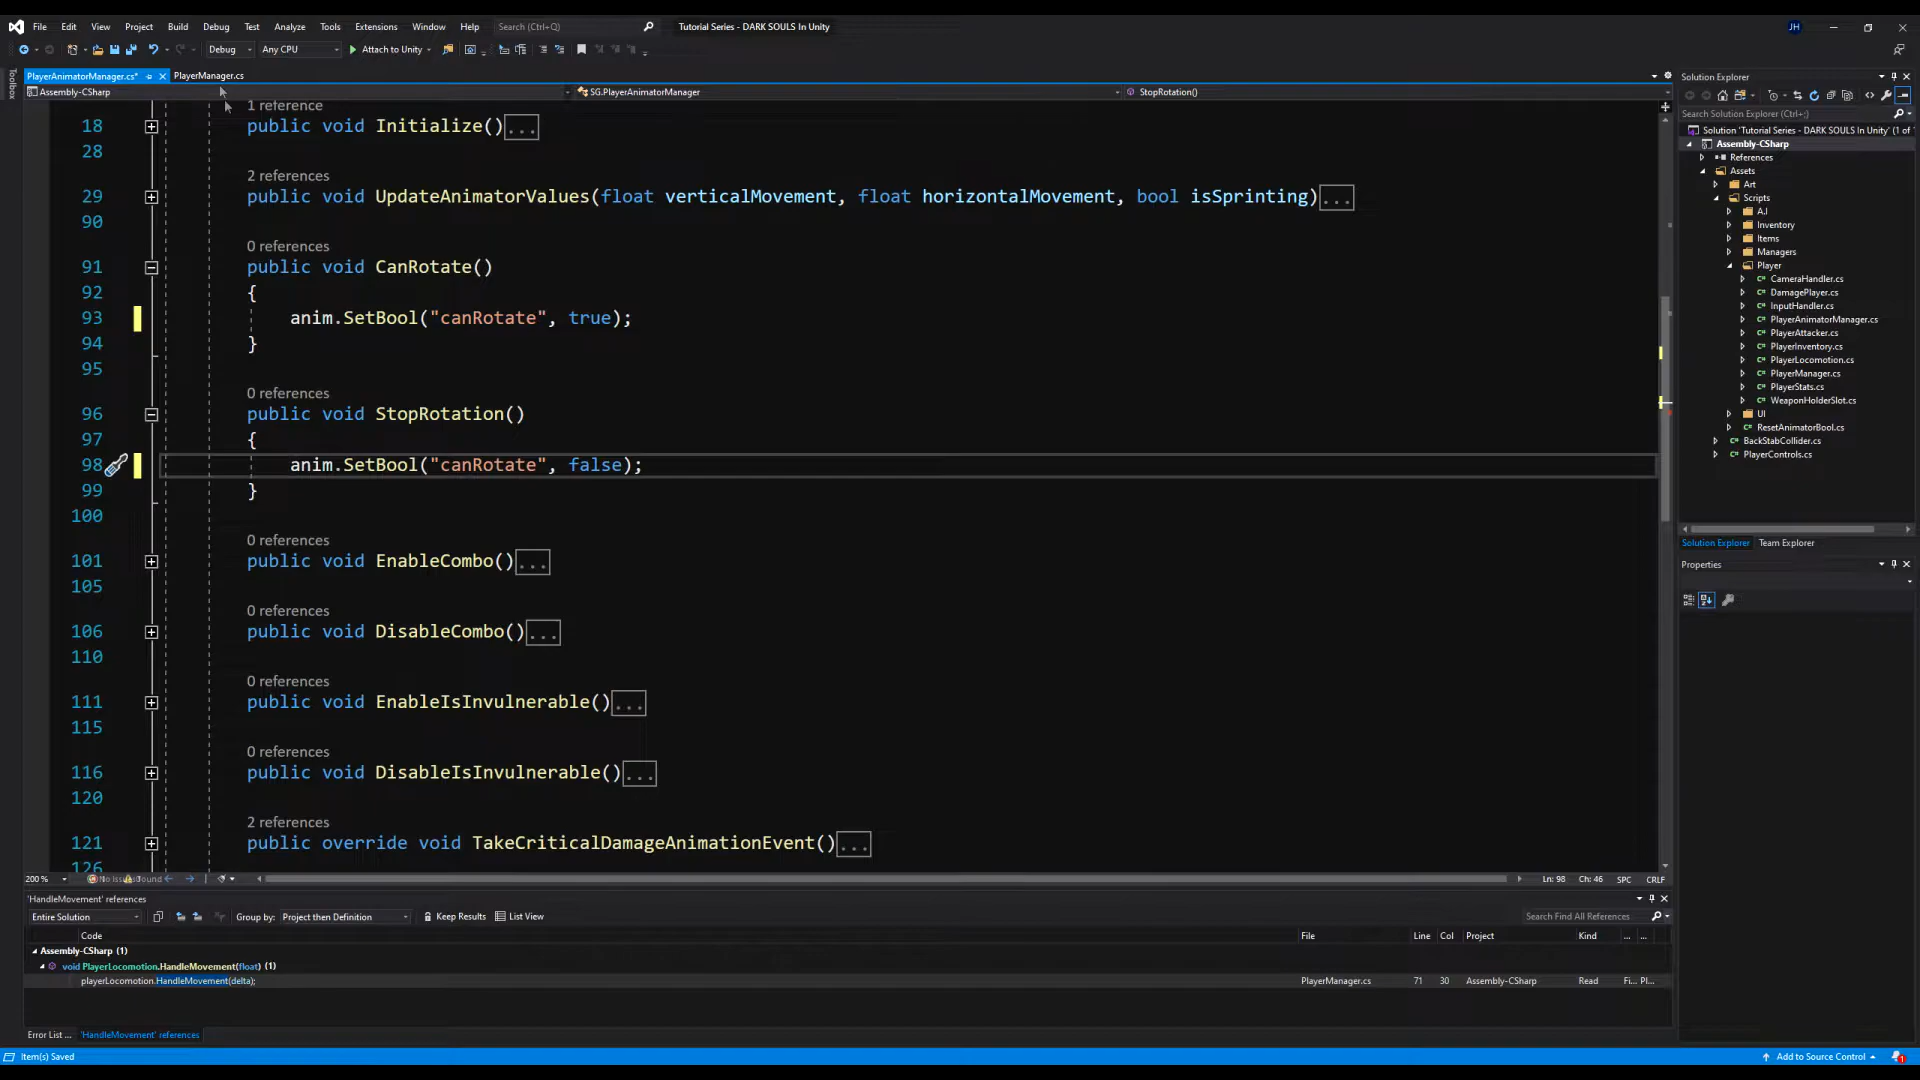 File Edit View Project Build Debug Test Analyze Tools Extensions Window Help Search (Ctrl+Q) Tutorial Series - DARK SOULS In Unity JH
Debug Any CPU Attach to Unity
PlayerAnimatorManager.cs* PlayerManager.cs
Assembly-CSharp SG.PlayerAnimatorManager StopRotation()
1 reference
18 public void Initialize()...
28
2 references
29 public void UpdateAnimatorValues(float verticalMovement, float horizontalMovement, bool isSprinting)...
90
0 references
91 public void CanRotate()
92 {
93 anim.SetBool("canRotate", true);
94 }
95
0 references
96 public void StopRotation()
97 {
98 anim.SetBool("canRotate", false);
99 }
100
0 references
101 public void EnableCombo()...
105
0 references
106 public void DisableCombo()...
110
0 references
111 public void EnableIsInvulnerable()...
115
0 references
116 public void DisableIsInvulnerable()...
120
2 references
121 public override void TakeCriticalDamageAnimationEvent()...
126
200 % Ln: 98 Ch: 46 SPC CRLF
'HandleMovement' references
Entire Solution Group by: Project then Definition Keep Results List View Search Find All References
Code File Line Col Project Kind ... ...
Assembly-CSharp (1)
void PlayerLocomotion.HandleMovement(float) (1)
playerLocomotion.HandleMovement(delta); PlayerManager.cs 71 30 Assembly-CSharp Read Fi... Pl...
Error List ... 'HandleMovement' references
Item(s) Saved Add to Source Control 1
Toolbox
Solution Explorer
Search Solution Explorer (Ctrl+;)
Solution 'Tutorial Series - DARK SOULS In Unity' (1 of 1
Assembly-CSharp
References
Assets
Art
Scripts
A.I
Inventory
Items
Managers
Player
CameraHandler.cs
DamagePlayer.cs
InputHandler.cs
PlayerAnimatorManager.cs
PlayerAttacker.cs
PlayerInventory.cs
PlayerLocomotion.cs
PlayerManager.cs
PlayerStats.cs
WeaponHolderSlot.cs
UI
ResetAnimatorBool.cs
BackStabCollider.cs
PlayerControls.cs
Solution Explorer Team Explorer
Properties